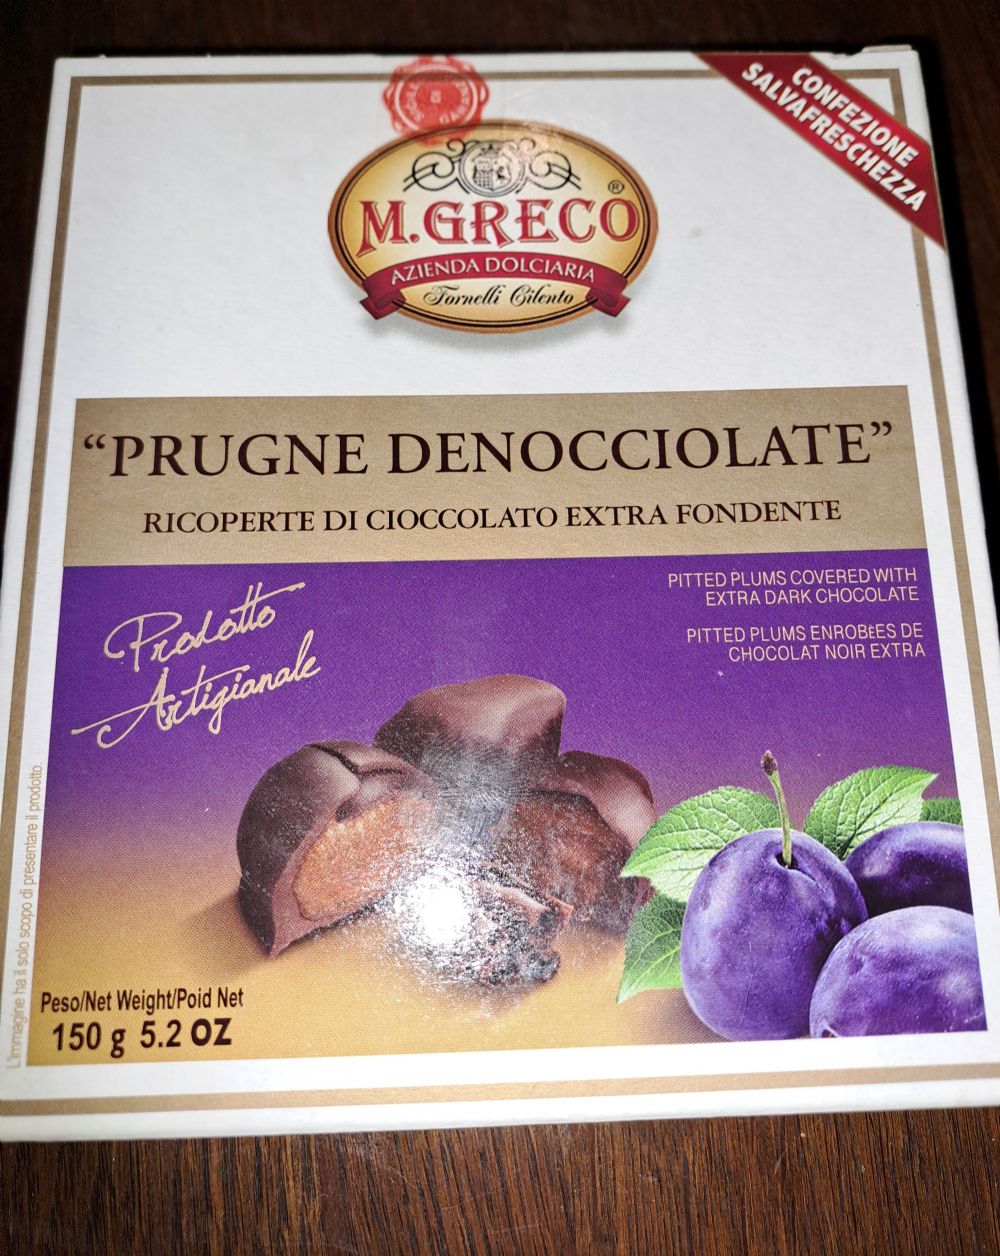 CONFEZIONE
SALVAFRESCHEZZA
M.GRECO®
AZIENDA DOLCIARIA
Tornelli Cilento
“PRUGNE DENOCCIOLATE”
RICOPERTE DI CIOCCOLATO EXTRA FONDENTE
Prodotto
Artigianale
PITTED PLUMS COVERED WITH
EXTRA DARK CHOCOLATE
PITTED PLUMS ENROBÈES DE
CHOCOLAT NOIR EXTRA
L'immagine ha il solo scopo di presentare il prodotto.
Peso/Net Weight/Poid Net
150 g 5.2 OZ